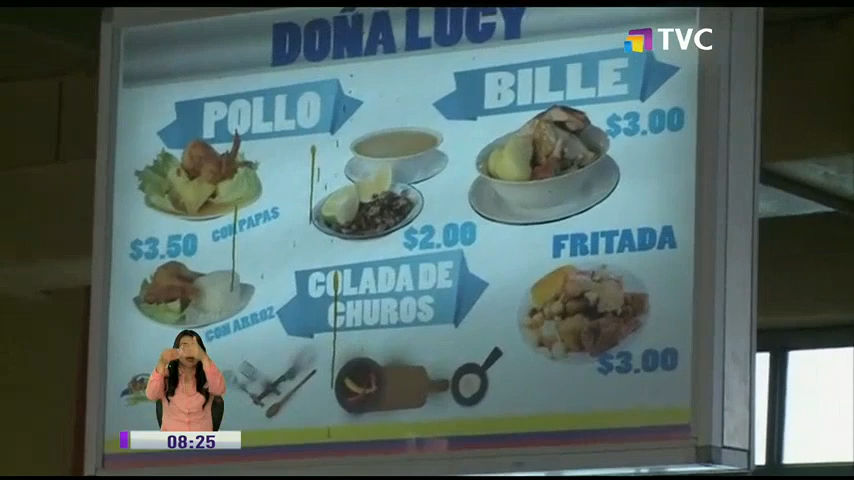 TVC
DOÑA LUCY
POLLO
BILLE
$3.00
CON PAPAS
$3.50
$2.00
FRITADA
COLADA DE
CHUROS
CON ARROZ
$3.00
08:25